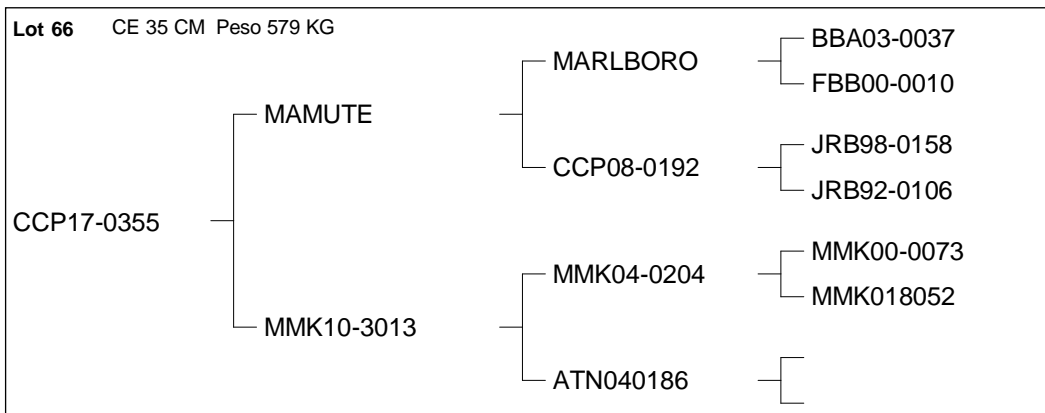 Lot 66 CE 35 CM Peso 579 KG
BBA03-0037
MARLBORO
FBB00-0010
MAMUTE
JRB98-0158
CCP08-0192
JRB92-0106
CCP17-0355
MMK00-0073
MMK04-0204
MMK018052
MMK10-3013
ATN040186